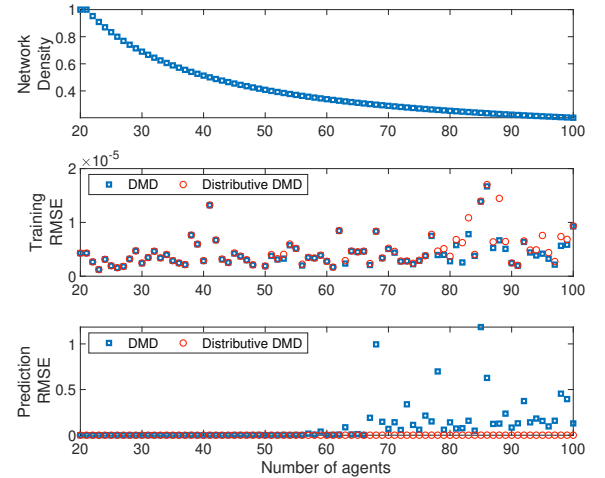 1
0.8
0.6
0.4
Network
Density
20 30 40 50 60 70 80 90 100
2 ×10^-5
1
0
DMD Distributive DMD
Training
RMSE
20 30 40 50 60 70 80 90 100
1
0.5
0
DMD Distributive DMD
Prediction
RMSE
20 30 40 50 60 70 80 90 100
Number of agents